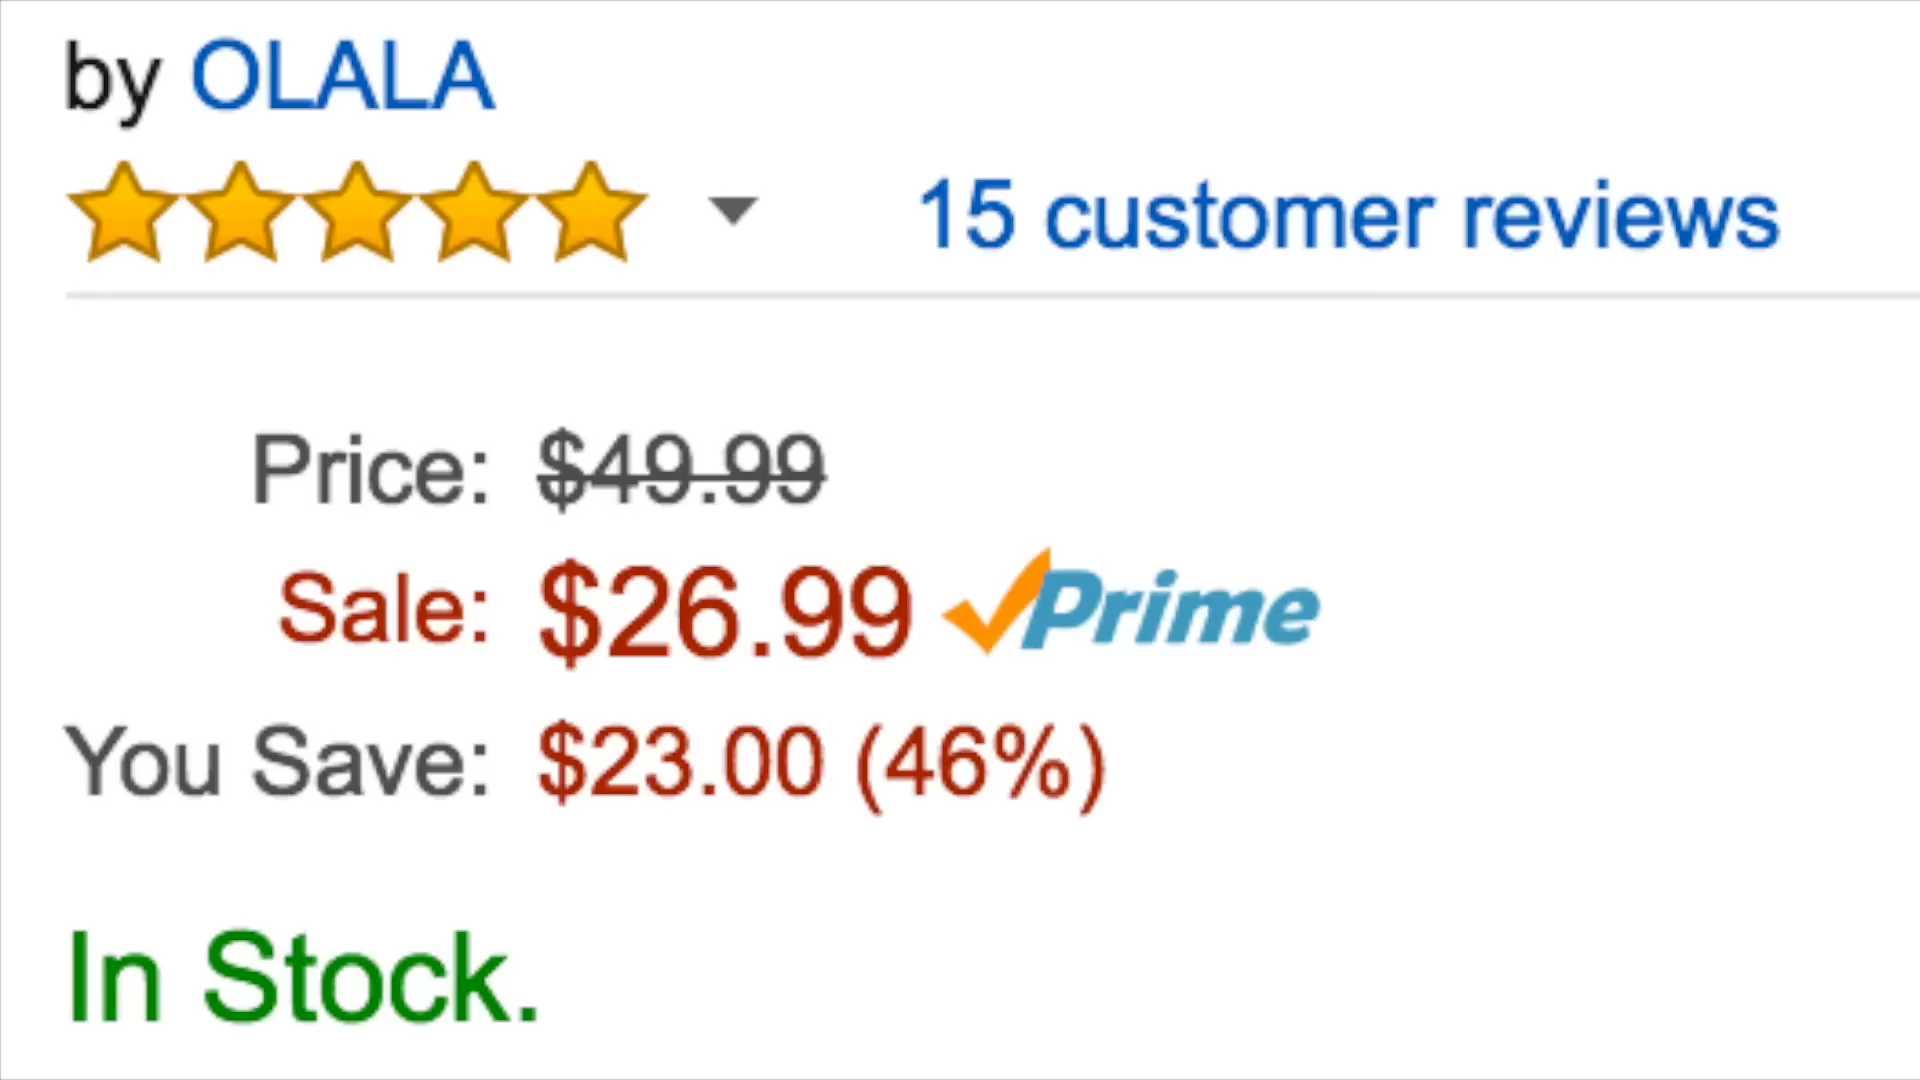 by OLALA
15 customer reviews
Price: $49.99
Sale: $26.99 Prime
You Save: $23.00 (46%)
In Stock.